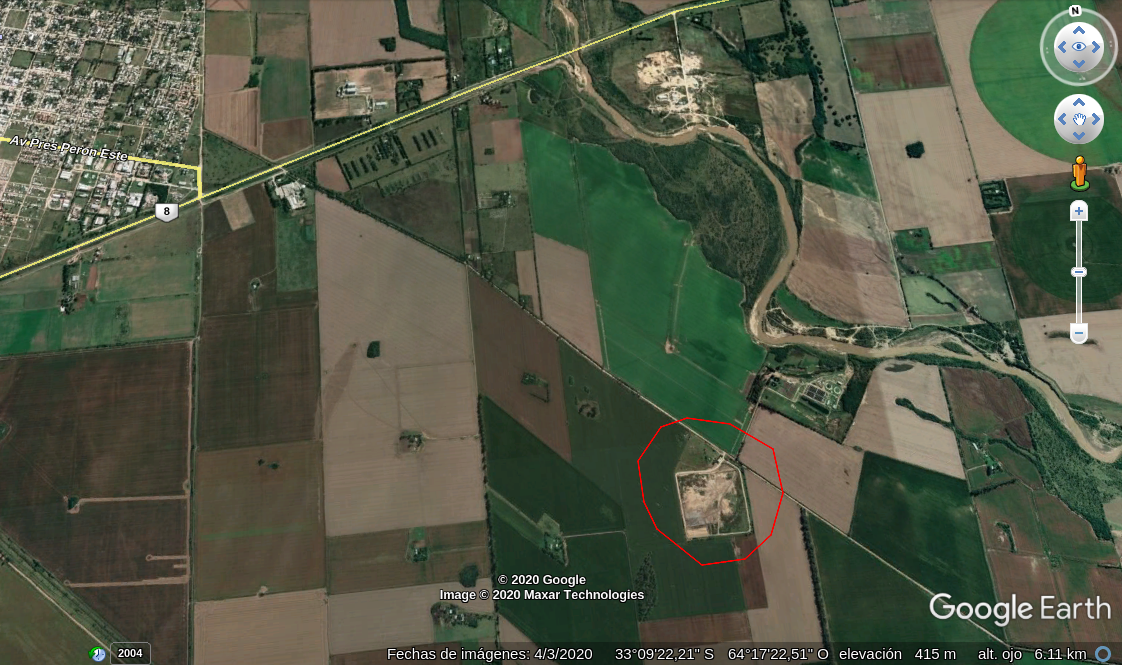 N
Av Pres Peron Este
8
© 2020 Google
Image © 2020 Maxar Technologies
Google Earth
2004
Fechas de imágenes: 4/3/2020 33°09'22,21" S 64°17'22,51" O elevación 415 m alt. ojo 6.11 km